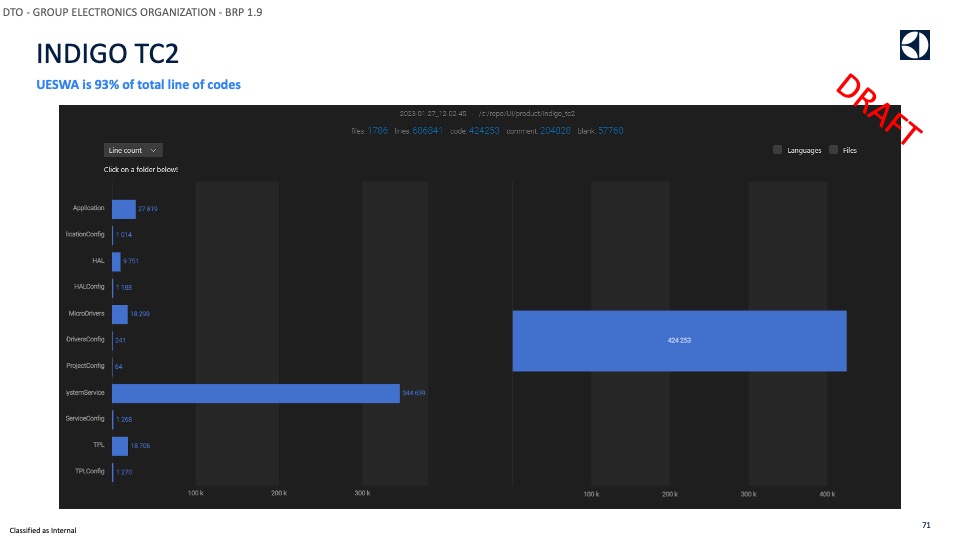 DTO - GROUP ELECTRONICS ORGANIZATION - BRP 1.9
INDIGO TC2
UESWA is 93% of total line of codes
DRAFT
2023-01-27_12-02-45 - /c:/repo/UI/product/indigo_tc2
files: 1786 lines: 686841 code: 424253 comment: 204828 blank: 57760
Line count
Languages Files
Click on a folder below!
Application 27 819
licationConfig 1 014
HAL 9 751
HALConfig 1 188
MicroDrivers 18 293
DriversConfig 241
424 253
ProjectConfig 64
ystemService 344 639
ServiceConfig 1 268
TPL 18 706
TPLConfig 1 270
100 k 200 k 300 k
100 k 200 k 300 k 400 k
Classified as Internal
71